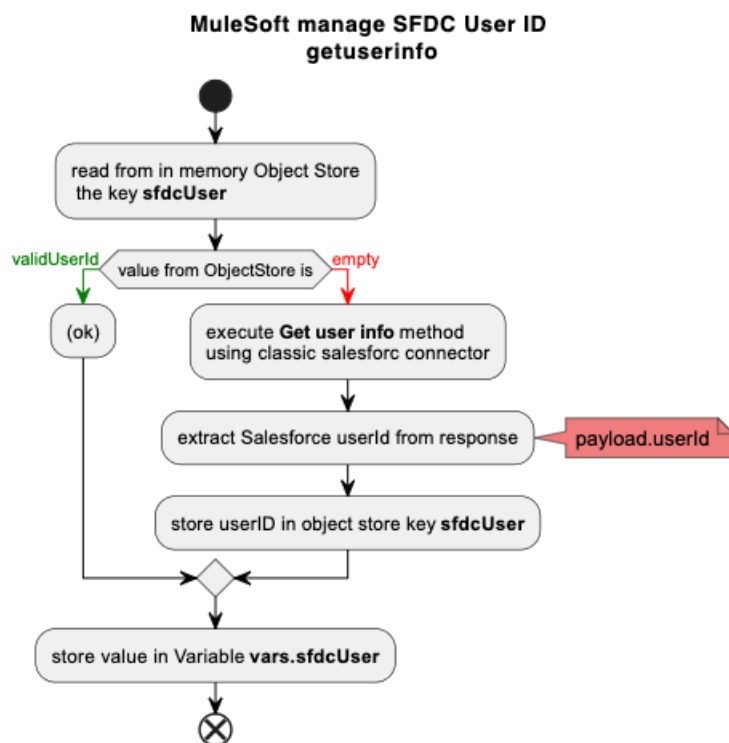 MuleSoft manage SFDC User ID
getuserinfo
read from in memory Object Store
the key sfdcUser
validUserId
value from ObjectStore is
empty
(ok)
execute Get user info method
using classic salesforc connector
extract Salesforce userId from response
payload.userId
store userID in object store key sfdcUser
store value in Variable vars.sfdcUser